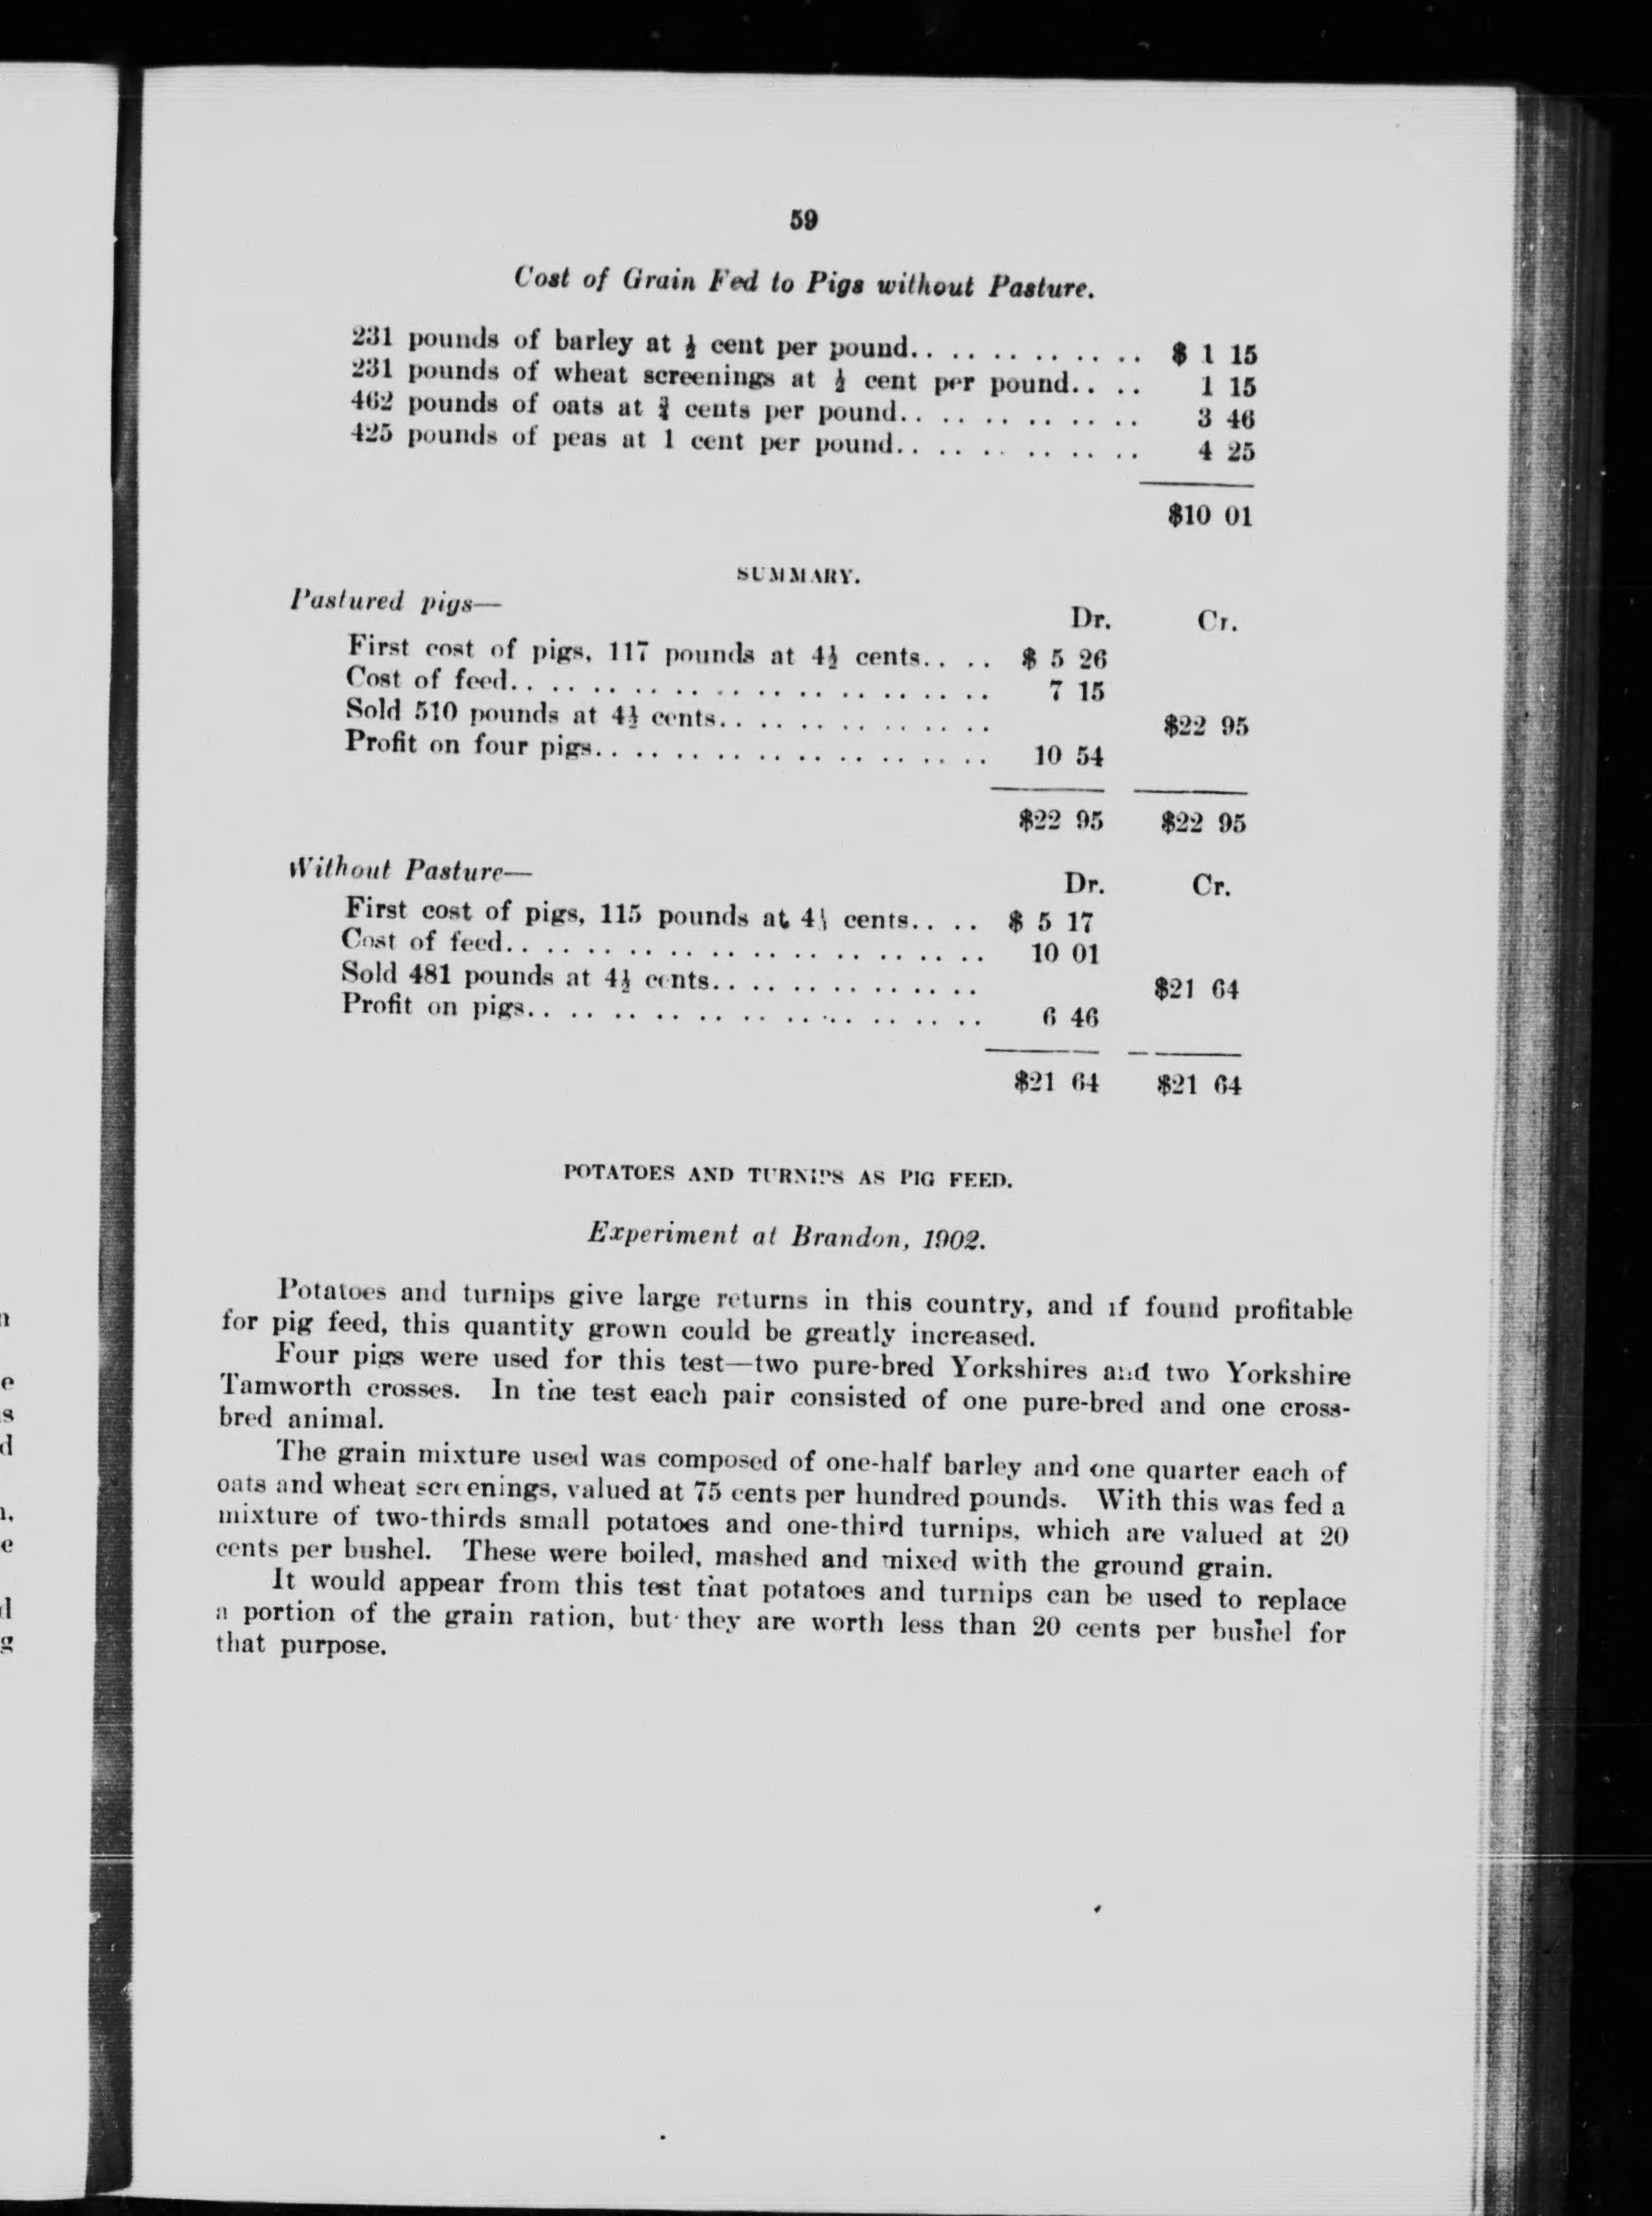 59
Cost of Grain Fed to Pigs without Pasture.
231 pounds of barley at ½ cent per pound.. .. .. .. .. .. $ 1 15
231 pounds of wheat screenings at ½ cent per pound.. .. 1 15
462 pounds of oats at ¾ cents per pound.. .. .. .. .. .. 3 46
425 pounds of peas at 1 cent per pound.. .. .. .. .. .. 4 25
$10 01
SUMMARY.
Pastured pigs—
Dr. Cr.
First cost of pigs, 117 pounds at 4½ cents.. .. $ 5 26
Cost of feed.. .. .. .. .. .. .. .. .. .. .. .. 7 15
Sold 510 pounds at 4½ cents.. .. .. .. .. .. .. $22 95
Profit on four pigs.. .. .. .. .. .. .. .. .. .. 10 54
$22 95 $22 95
Without Pasture—
Dr. Cr.
First cost of pigs, 115 pounds at 4½ cents.. .. $ 5 17
Cost of feed.. .. .. .. .. .. .. .. .. .. .. .. 10 01
Sold 481 pounds at 4½ cents.. .. .. .. .. .. .. $21 64
Profit on pigs.. .. .. .. .. .. .. .. .. .. .. 6 46
$21 64 $21 64
POTATOES AND TURNIPS AS PIG FEED.
Experiment at Brandon, 1902.
Potatoes and turnips give large returns in this country, and if found profitable
for pig feed, this quantity grown could be greatly increased.
Four pigs were used for this test—two pure-bred Yorkshires and two Yorkshire
Tamworth crosses. In the test each pair consisted of one pure-bred and one cross-
bred animal.
The grain mixture used was composed of one-half barley and one quarter each of
oats and wheat screenings, valued at 75 cents per hundred pounds. With this was fed a
mixture of two-thirds small potatoes and one-third turnips, which are valued at 20
cents per bushel. These were boiled, mashed and mixed with the ground grain.
It would appear from this test that potatoes and turnips can be used to replace
a portion of the grain ration, but they are worth less than 20 cents per bushel for
that purpose.